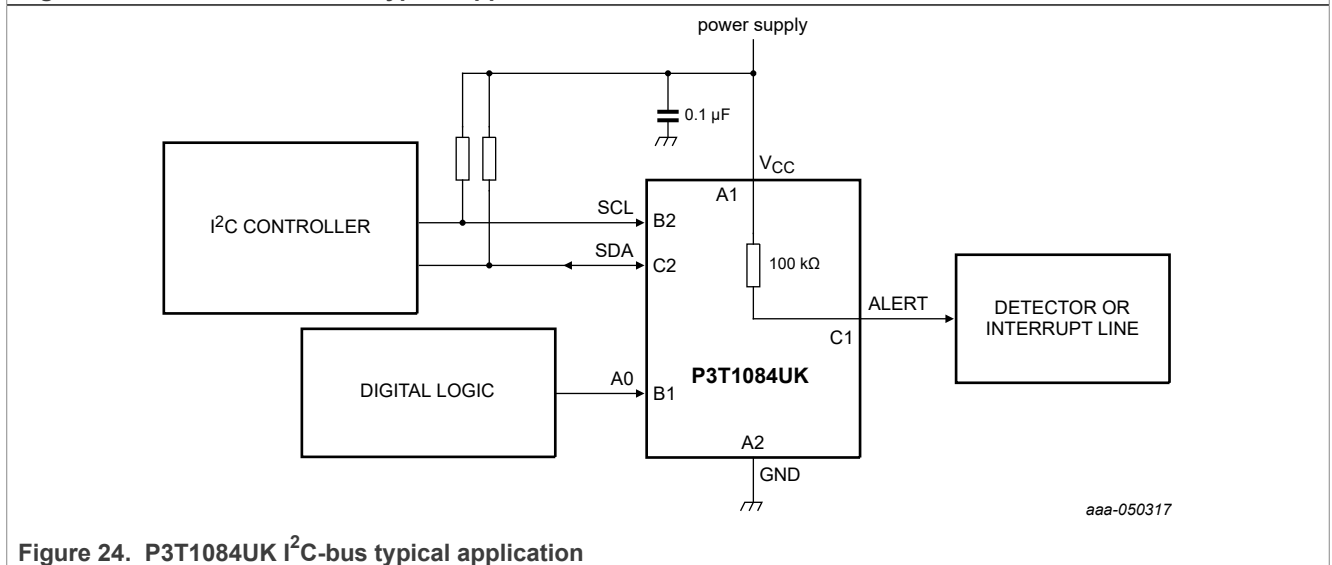 power supply
0.1 µF
VCC
A1
I2C CONTROLLER
SCL
B2
SDA
C2
100 kΩ
ALERT
C1
DETECTOR OR
INTERRUPT LINE
P3T1084UK
DIGITAL LOGIC
A0
B1
A2
GND
aaa-050317
Figure 24. P3T1084UK I2C-bus typical application